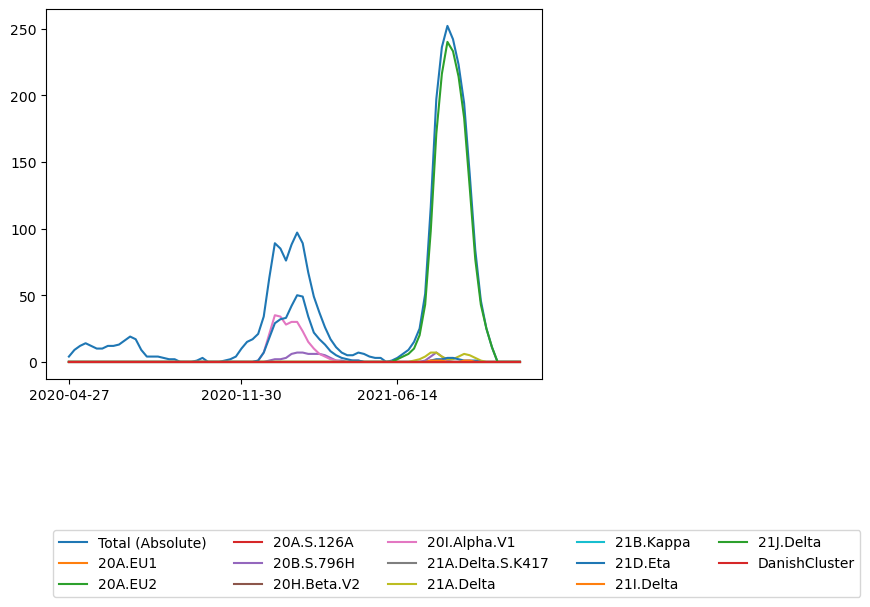 250
200
150
100
50
0
2020-04-27 2020-11-30 2021-06-14
Total (Absolute) 20A.S.126A 20I.Alpha.V1 21B.Kappa 21J.Delta
20A.EU1 20B.S.796H 21A.Delta.S.K417 21D.Eta DanishCluster
20A.EU2 20H.Beta.V2 21A.Delta 21I.Delta